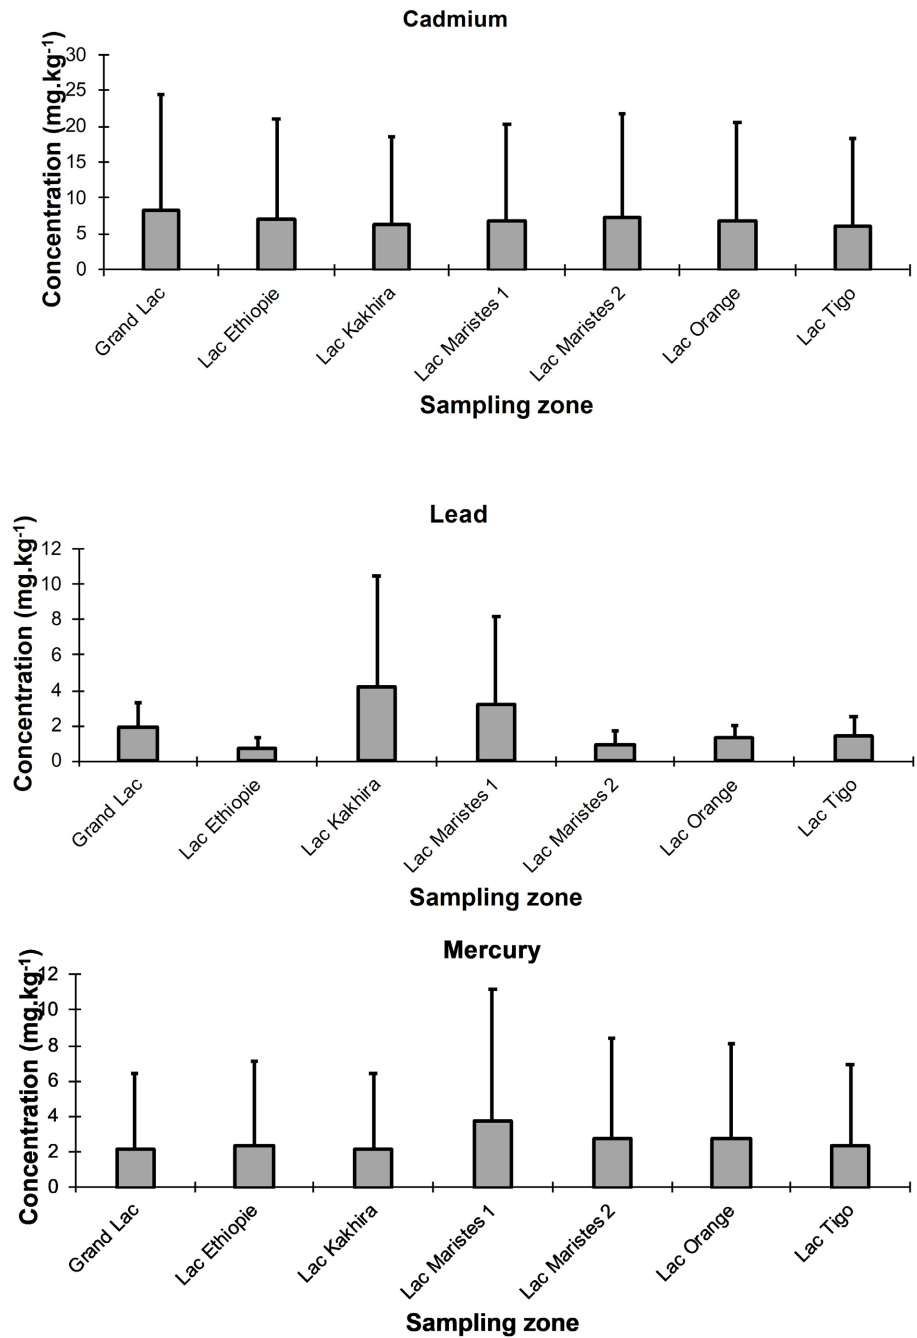 Cadmium
Concentration (mg.kg-1)
30
25
20
15
10
5
0
Grand Lac
Lac Ethiopie
Lac Kakhira
Lac Maristes 1
Lac Maristes 2
Lac Orange
Lac Tigo
Sampling zone
Lead
Concentration (mg.kg-1)
12
10
8
6
4
2
0
Grand Lac
Lac Ethiopie
Lac Kakhira
Lac Maristes 1
Lac Maristes 2
Lac Orange
Lac Tigo
Sampling zone
Mercury
Concentration (mg.kg-1)
12
10
8
6
4
2
0
Grand Lac
Lac Ethiopie
Lac Kakhira
Lac Maristes 1
Lac Maristes 2
Lac Orange
Lac Tigo
Sampling zone